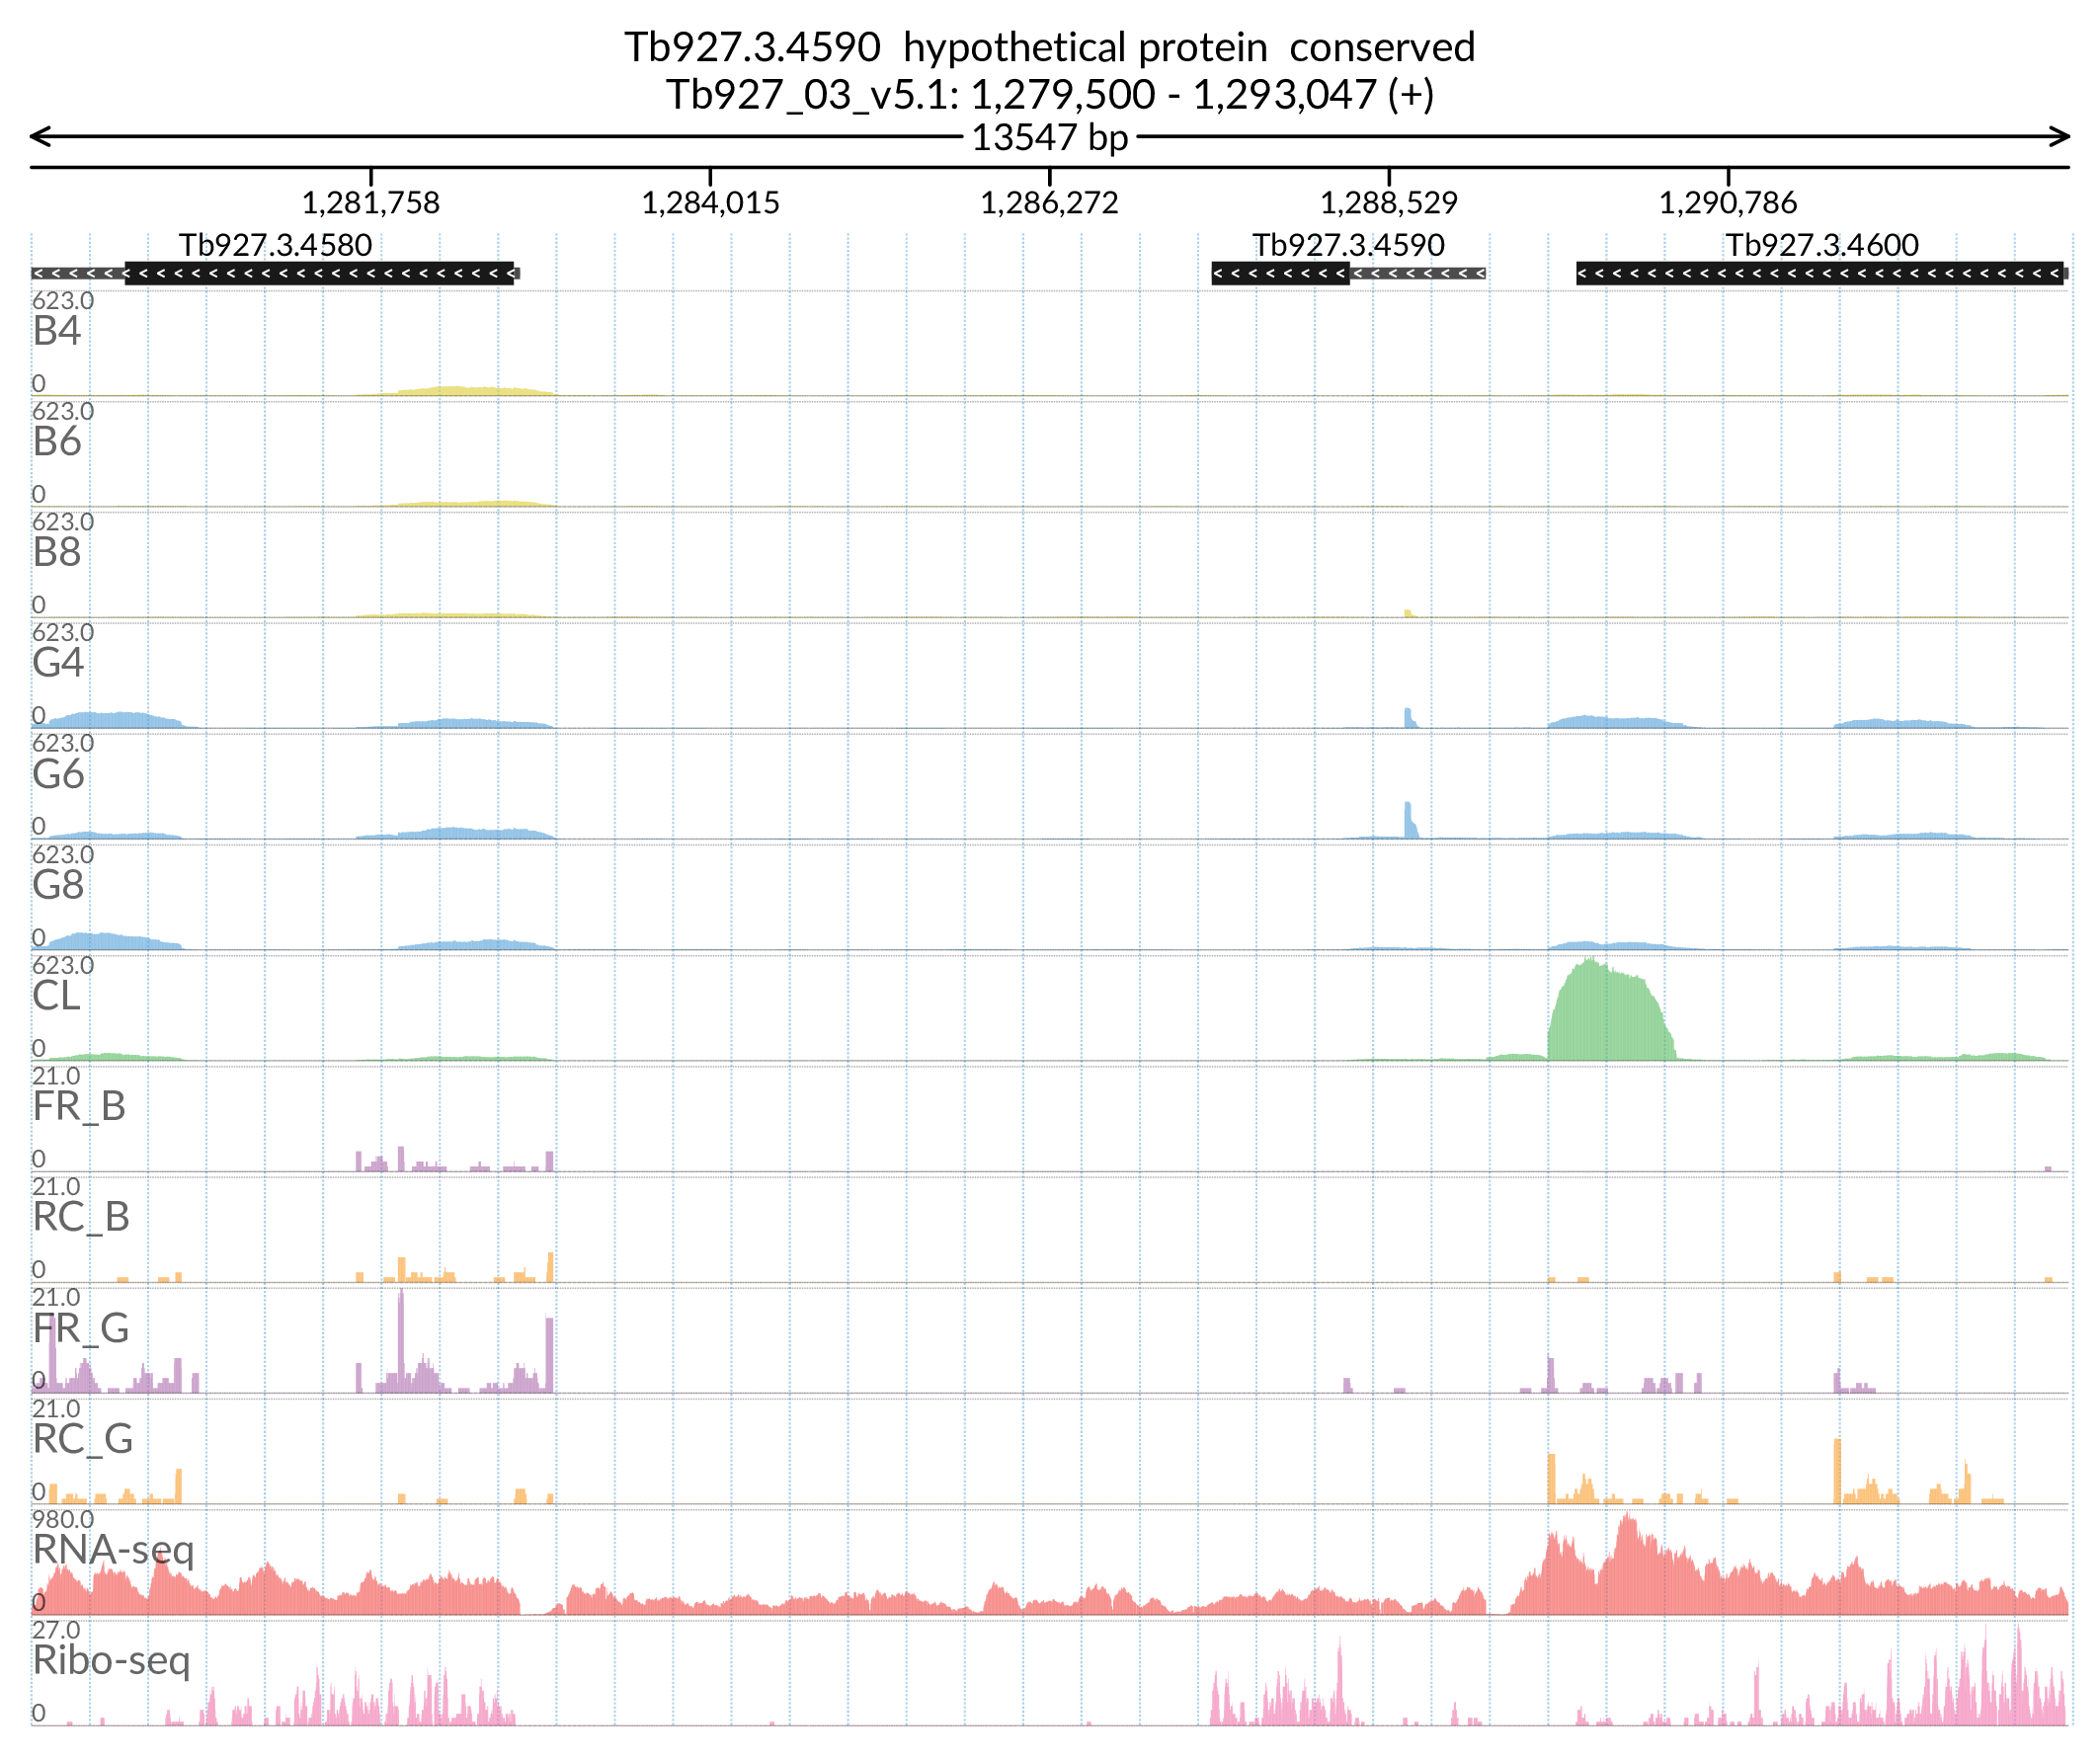 Tb927.3.4590  hypothetical protein  conserved
Tb927_03_v5.1: 1,279,500 - 1,293,047 (+)
13547 bp
1,281,758 1,284,015 1,286,272 1,288,529 1,290,786
Tb927.3.4580 Tb927.3.4590 Tb927.3.4600
623.0
B4
0
623.0
B6
0
623.0
B8
0
623.0
G4
0
623.0
G6
0
623.0
G8
0
623.0
CL
0
21.0
FR_B
0
21.0
RC_B
0
21.0
FR_G
0
21.0
RC_G
0
980.0
RNA-seq
0
27.0
Ribo-seq
0